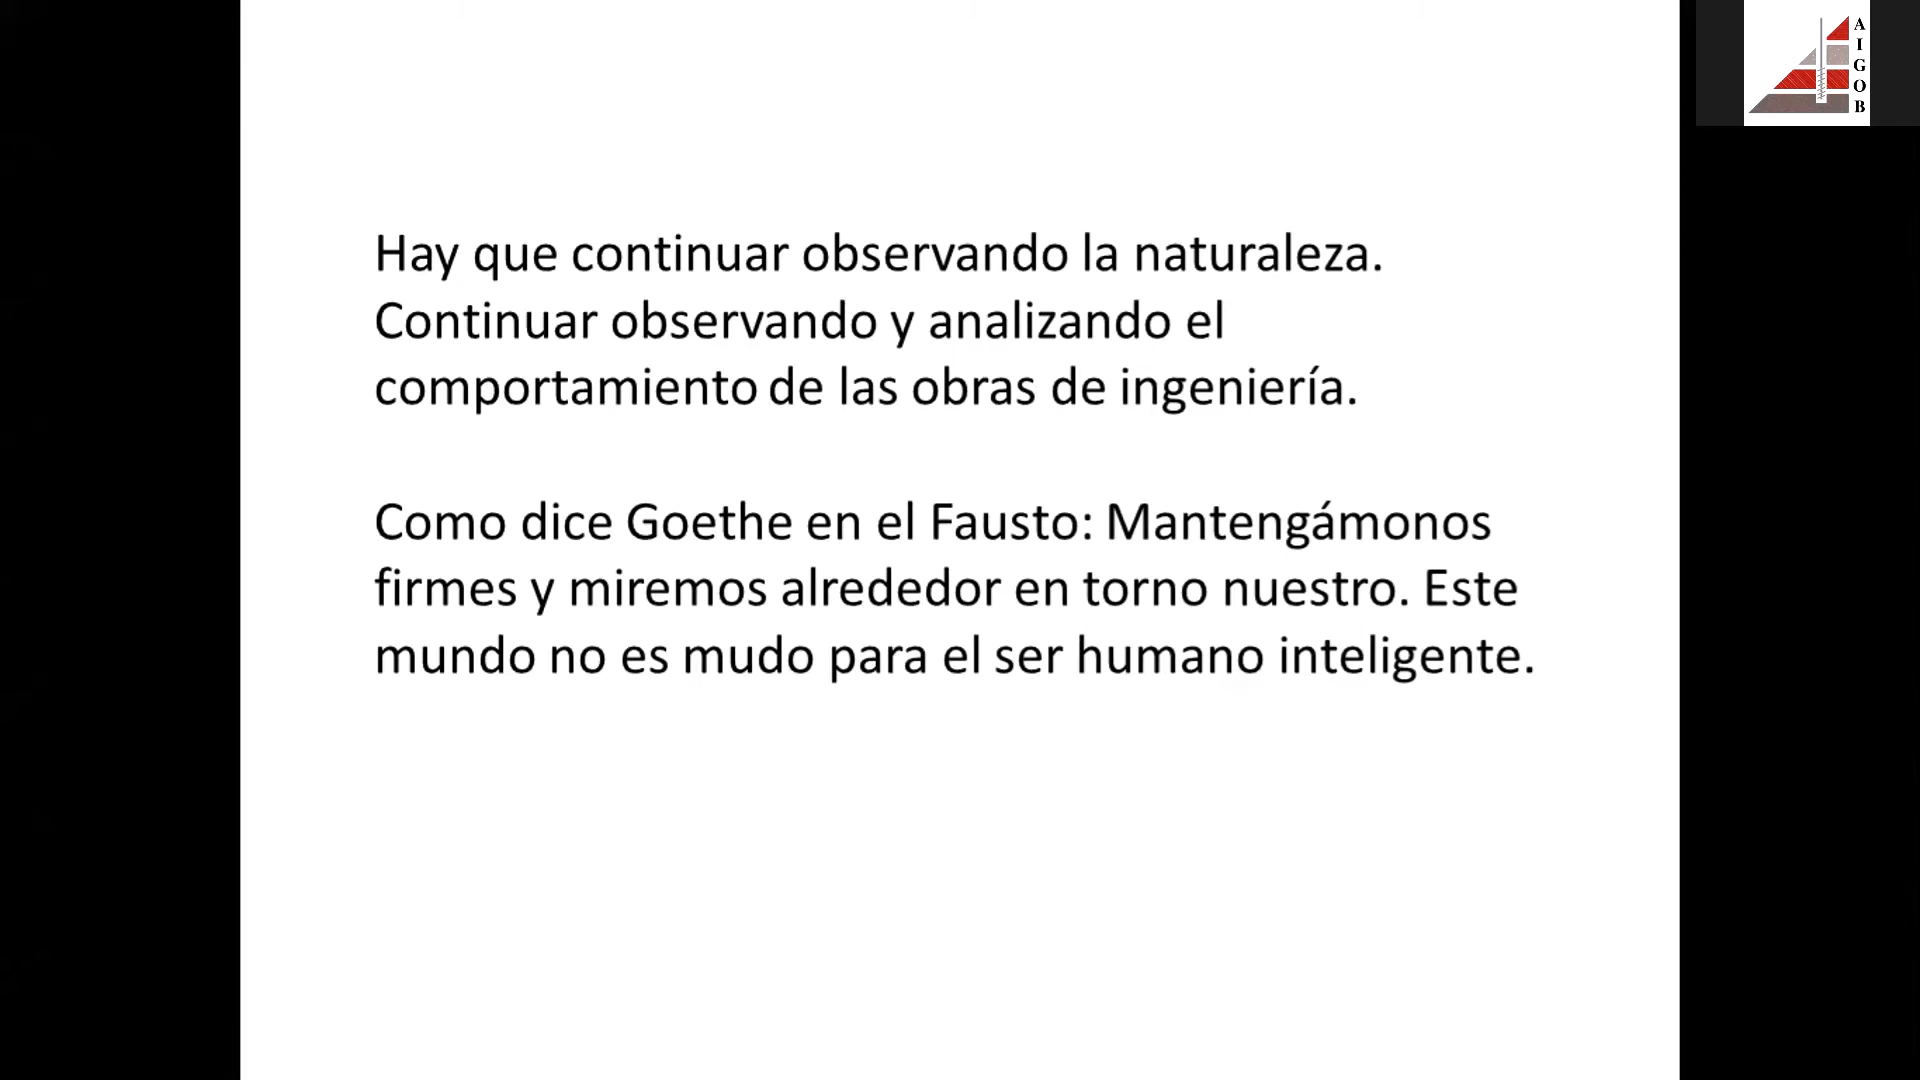 Hay que continuar observando la naturaleza.
Continuar observando y analizando el
comportamiento de las obras de ingeniería.
Como dice Goethe en el Fausto: Mantengámonos
firmes y miremos alrededor en torno nuestro. Este
mundo no es mudo para el ser humano inteligente.
A
I
G
O
B